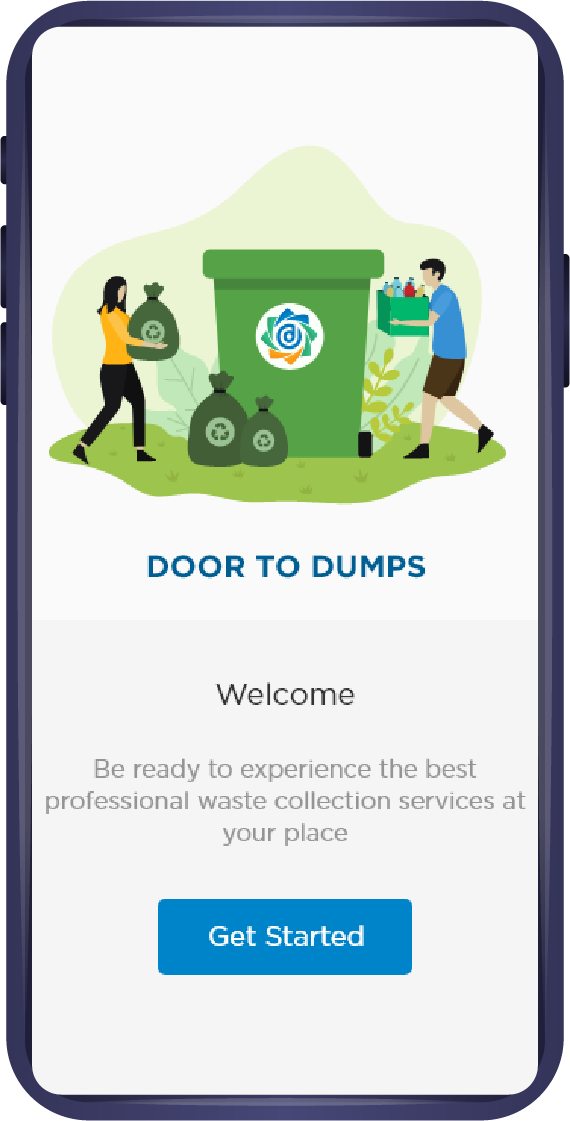 DOOR TO DUMPS
Welcome
Be ready to experience the best
professional waste collection services at
your place
Get Started